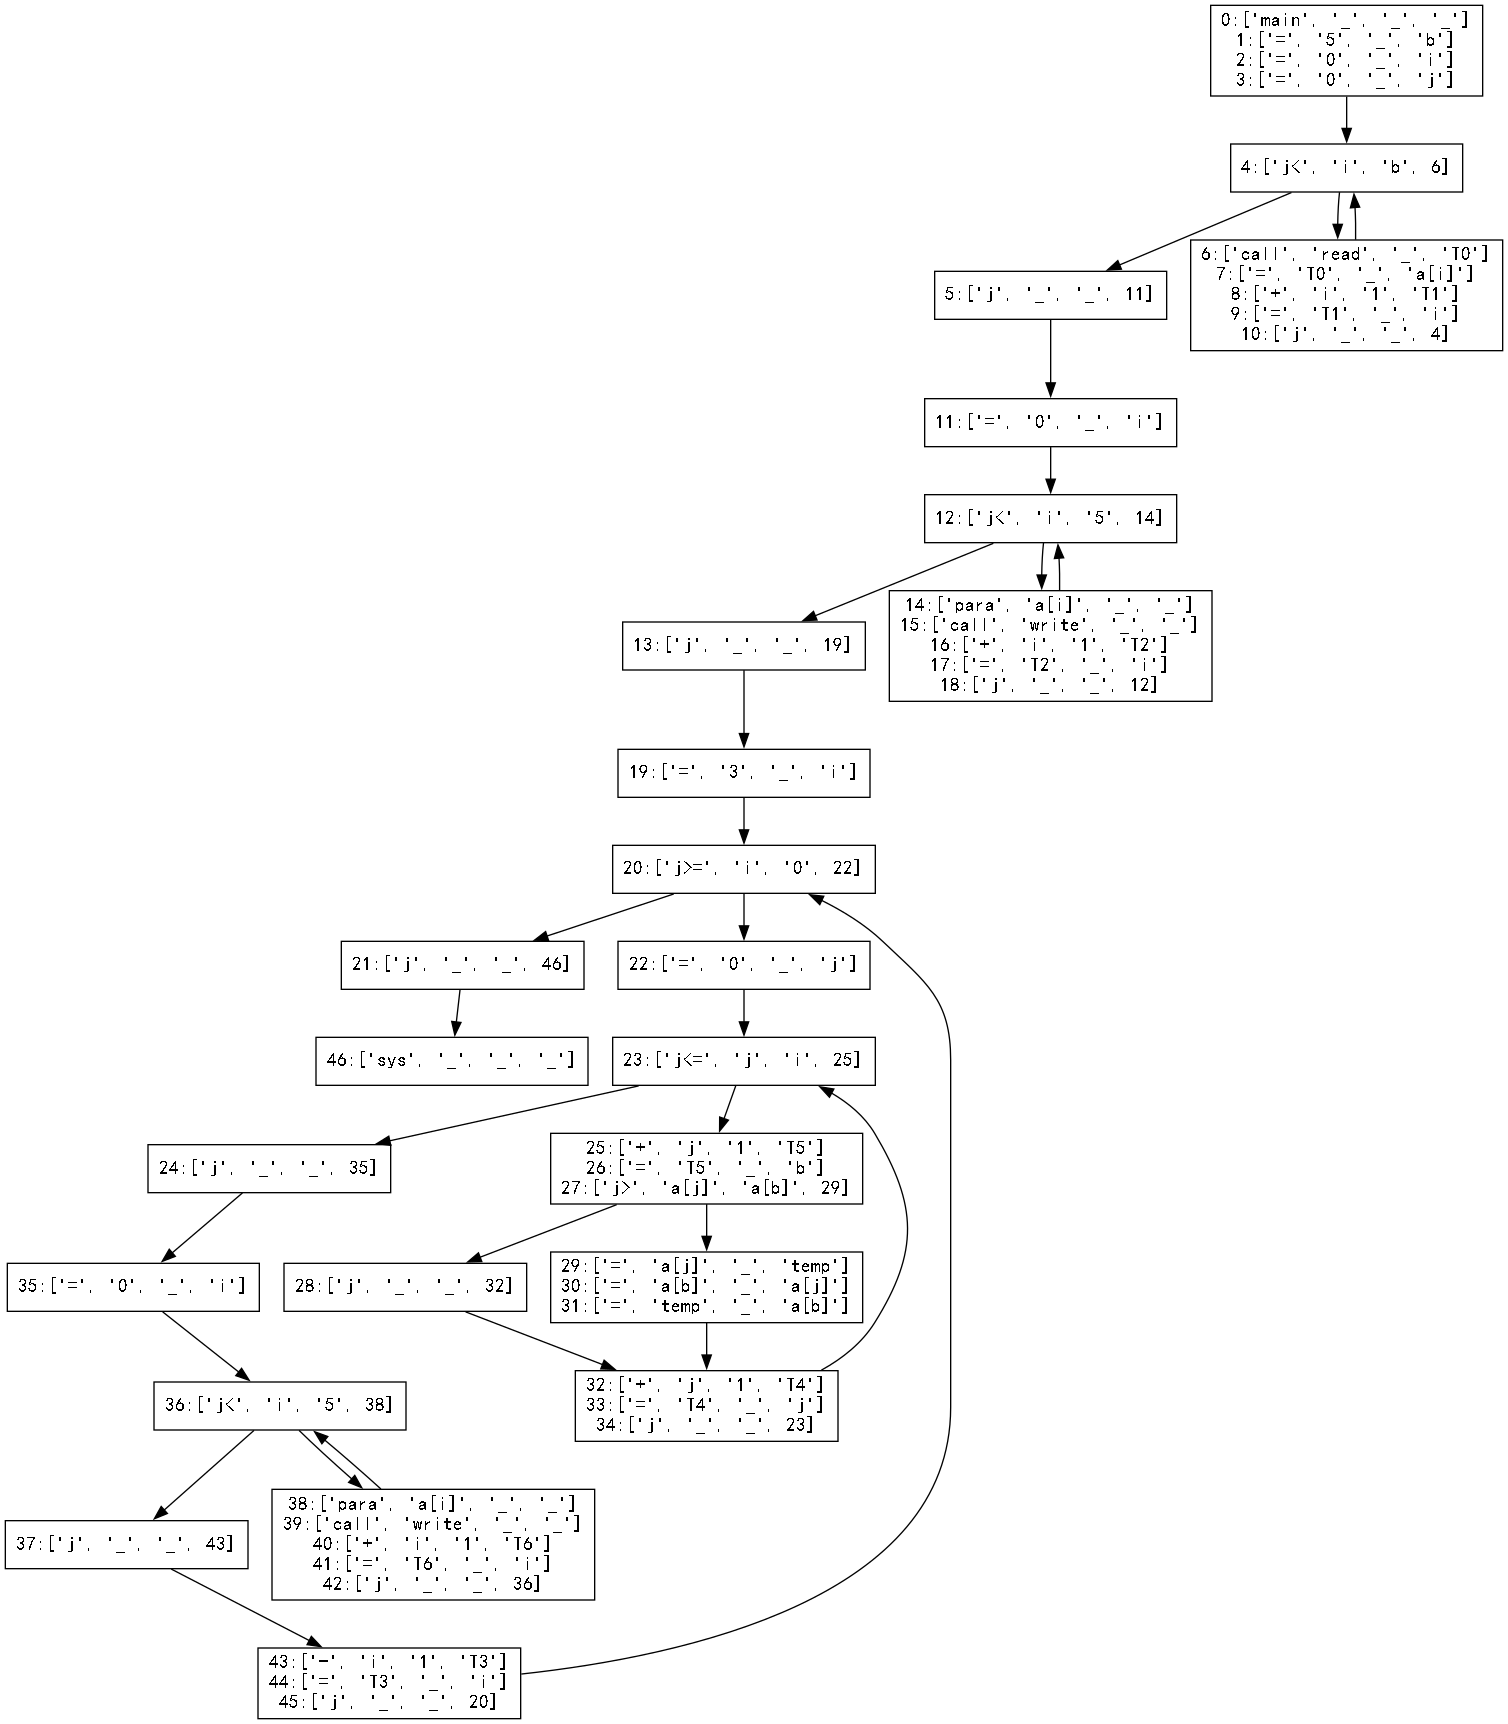 0:['main', '_', '_', '_']
1:['=', '5', '_', 'b']
2:['=', '0', '_', 'i']
3:['=', '0', '_', 'j']
4:['j<', 'i', 'b', 6]
6:['call', 'read', '_', 'T0']
7:['=', 'T0', '_', 'a[i]']
8:['+', 'i', '1', 'T1']
9:['=', 'T1', '_', 'i']
10:['j', '_', '_', 4]
5:['j', '_', '_', 11]
11:['=', '0', '_', 'i']
12:['j<', 'i', '5', 14]
14:['para', 'a[i]', '_', '_']
15:['call', 'write', '_', '_']
16:['+', 'i', '1', 'T2']
17:['=', 'T2', '_', 'i']
18:['j', '_', '_', 12]
13:['j', '_', '_', 19]
19:['=', '3', '_', 'i']
20:['j>=', 'i', '0', 22]
21:['j', '_', '_', 46]
22:['=', '0', '_', 'j']
46:['sys', '_', '_', '_']
23:['j<=', 'j', 'i', 25]
24:['j', '_', '_', 35]
25:['+', 'j', '1', 'T5']
26:['=', 'T5', '_', 'b']
27:['j>', 'a[j]', 'a[b]', 29]
35:['=', '0', '_', 'i']
28:['j', '_', '_', 32]
29:['=', 'a[j]', '_', 'temp']
30:['=', 'a[b]', '_', 'a[j]']
31:['=', 'temp', '_', 'a[b]']
36:['j<', 'i', '5', 38]
32:['+', 'j', '1', 'T4']
33:['=', 'T4', '_', 'j']
34:['j', '_', '_', 23]
37:['j', '_', '_', 43]
38:['para', 'a[i]', '_', '_']
39:['call', 'write', '_', '_']
40:['+', 'i', '1', 'T6']
41:['=', 'T6', '_', 'i']
42:['j', '_', '_', 36]
43:['-', 'i', '1', 'T3']
44:['=', 'T3', '_', 'i']
45:['j', '_', '_', 20]